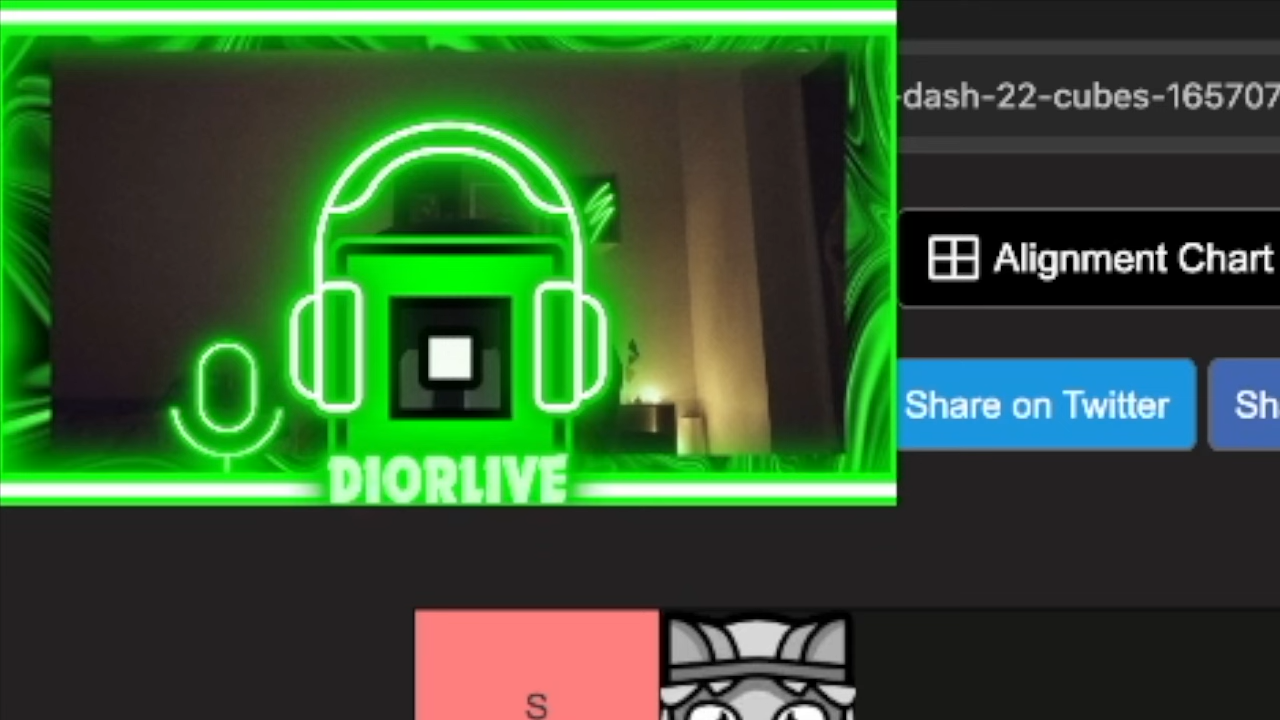 -dash-22-cubes-165707
Alignment Chart
Share on Twitter
Sh
DIORLIVE
S